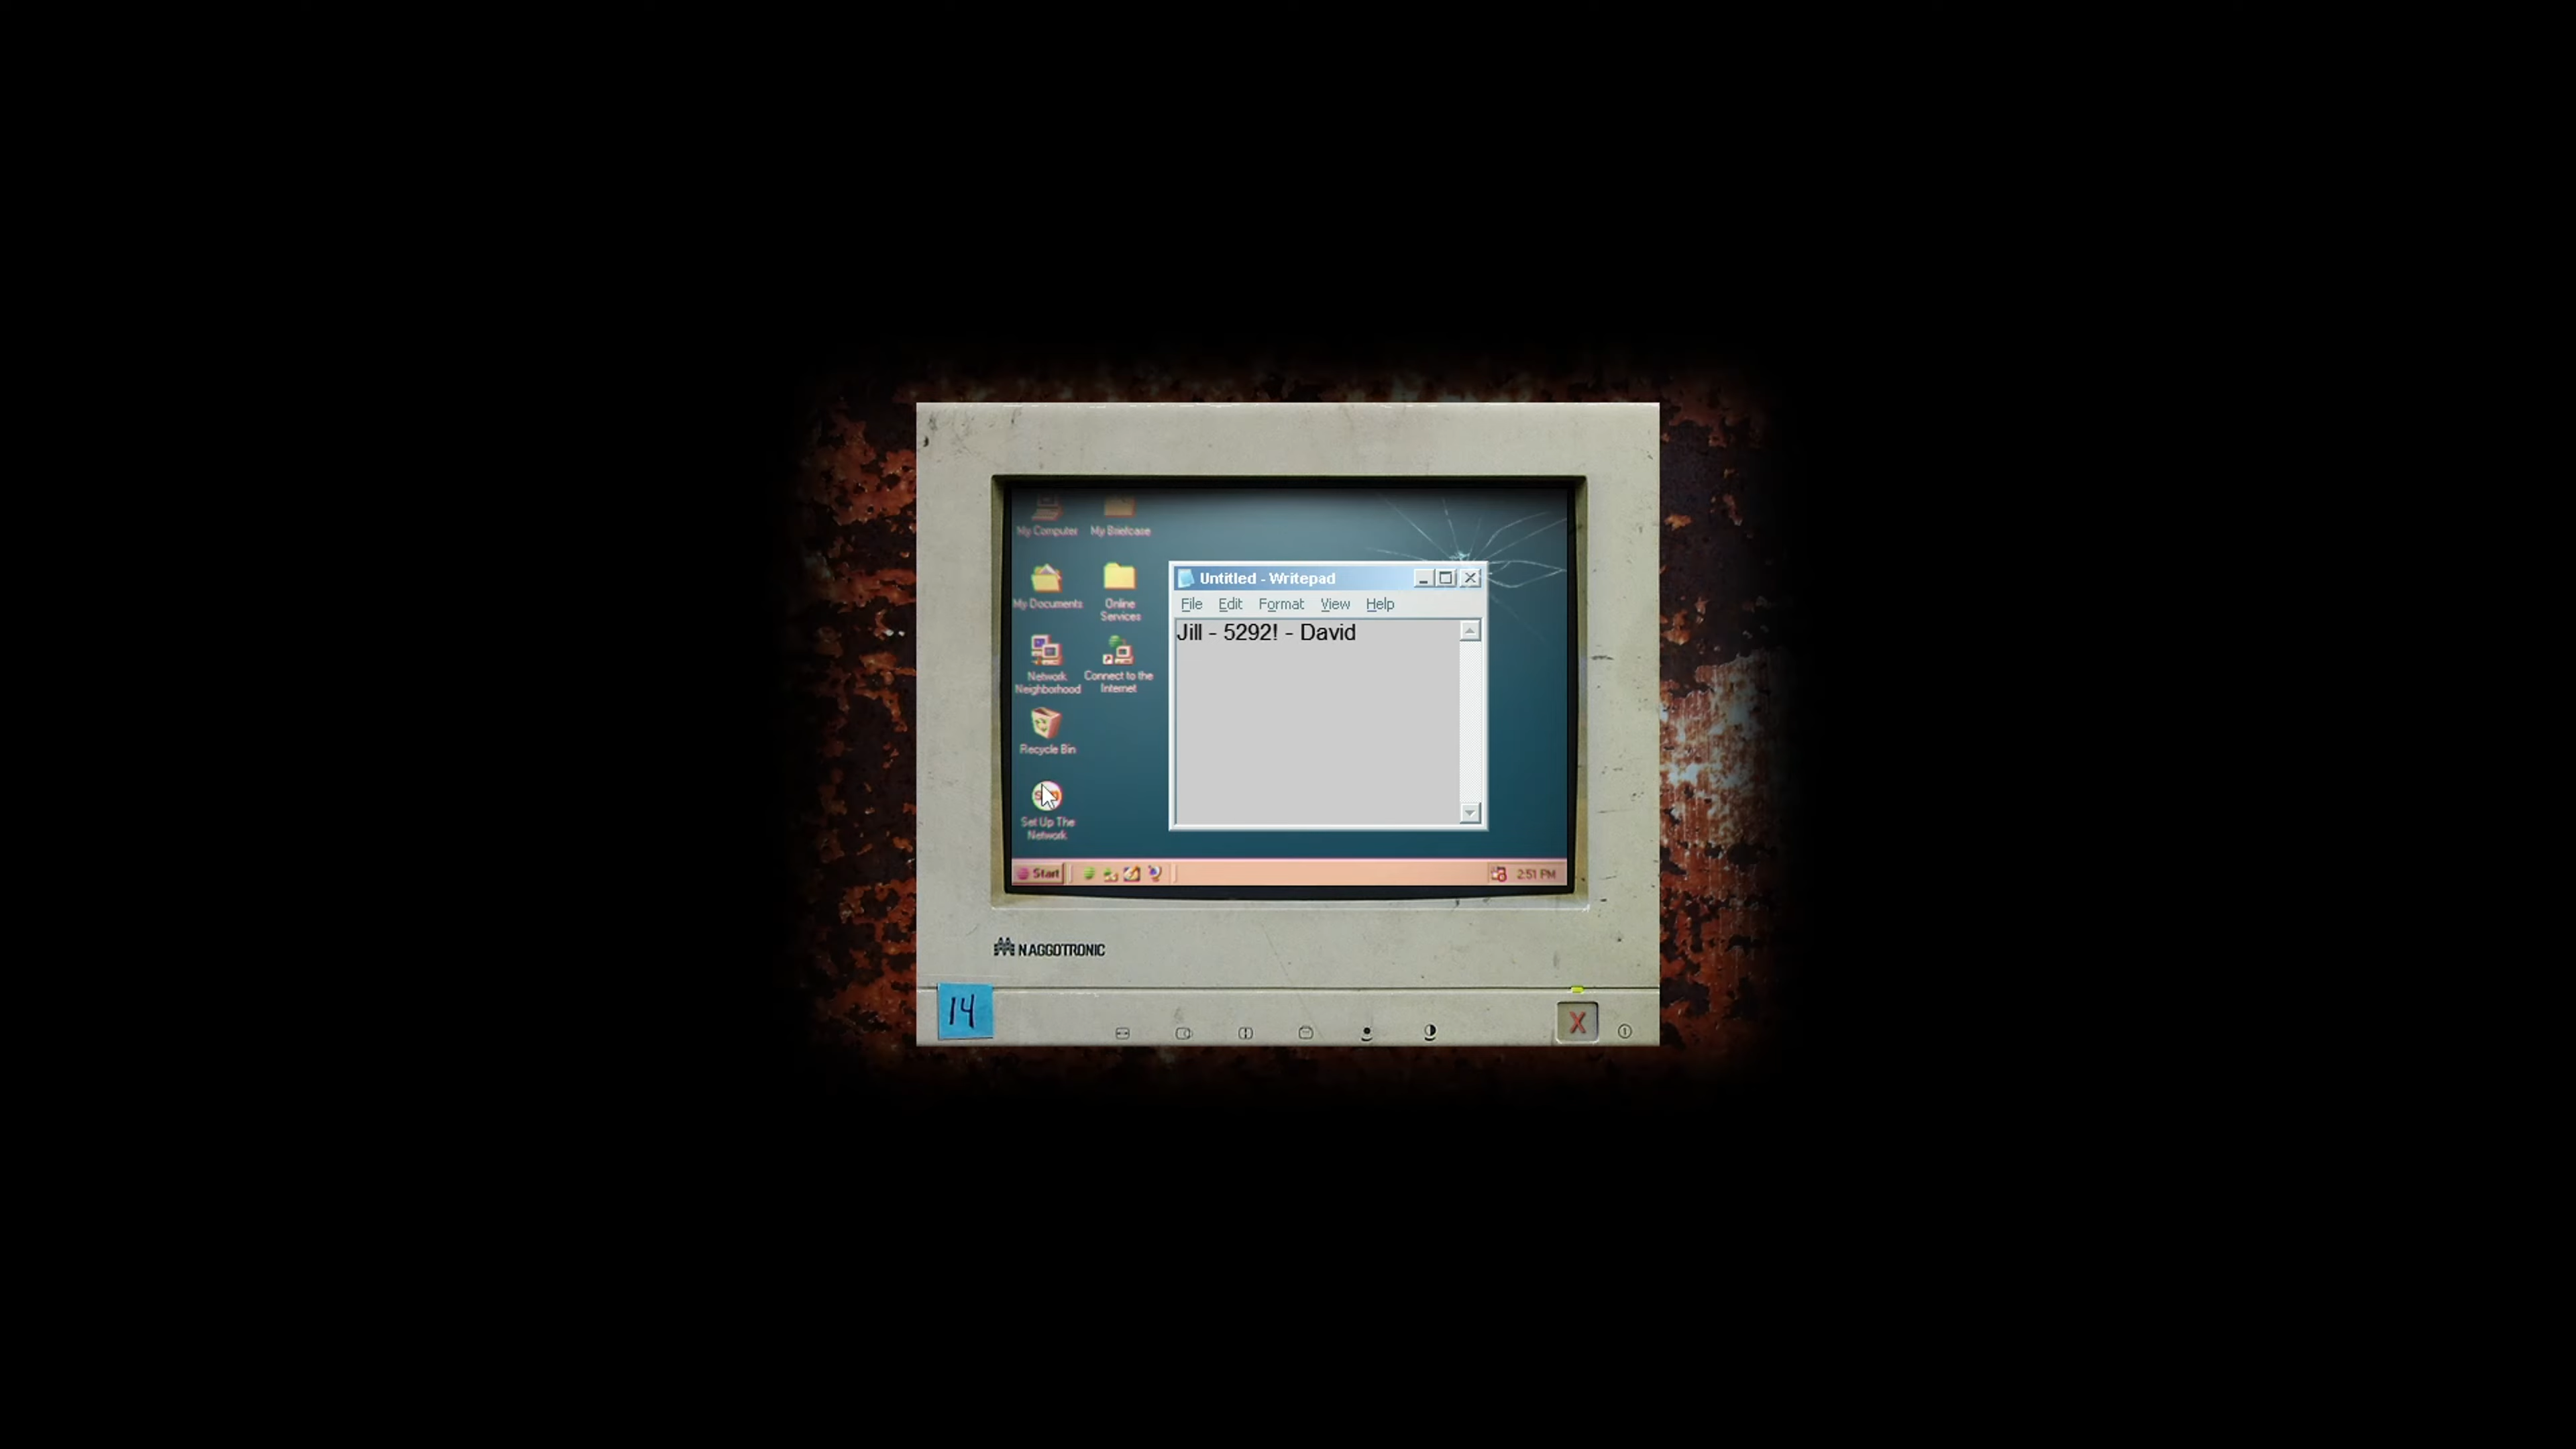 My Computer
My Briefcase
My Documents
Online
Services
Network
Neighborhood
Connect to the
Internet
Recycle Bin
Set Up The
Network
Untitled - Writepad
File Edit Format View Help
Jill - 5292! - David
Start
2:51 PM
NAGGOTRONIC
14
X